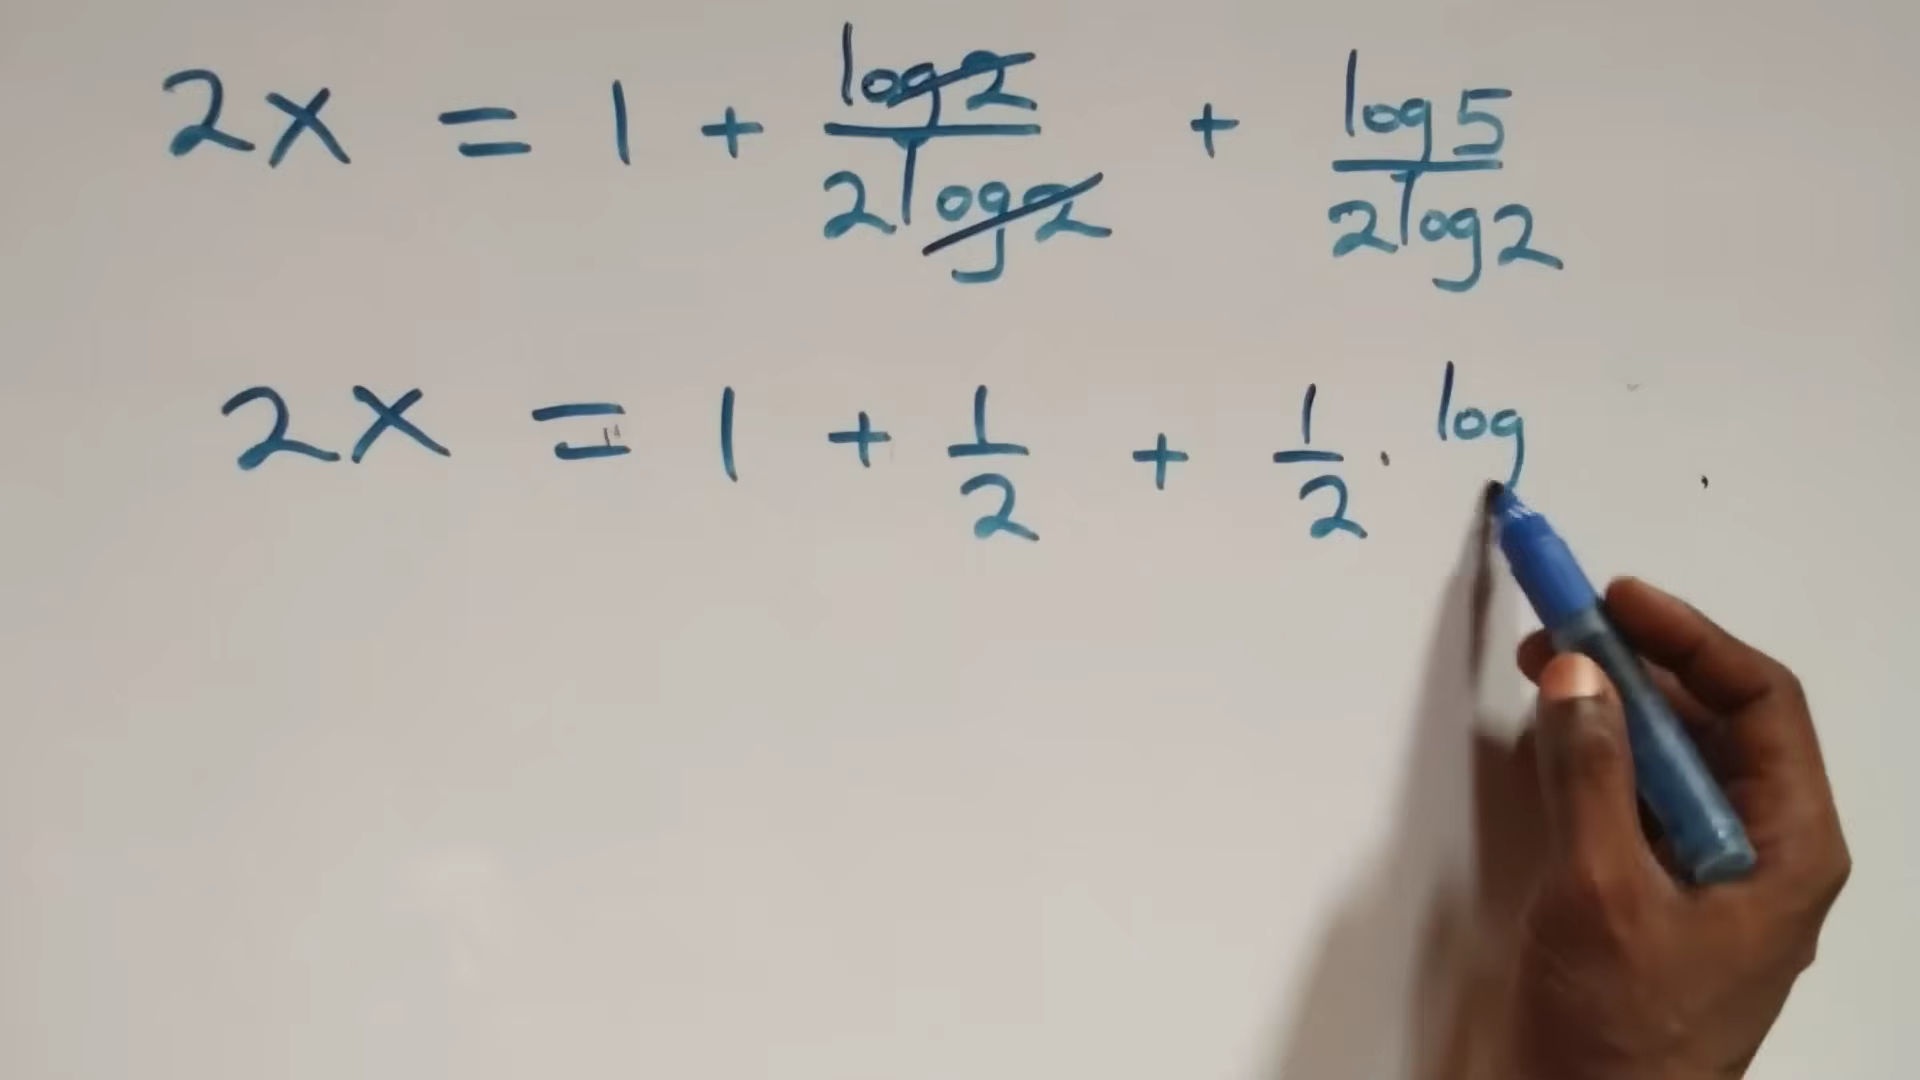 2x = 1 + log2/2log2 + log5/2log2
2x = 1 + 1/2 + 1/2 · log